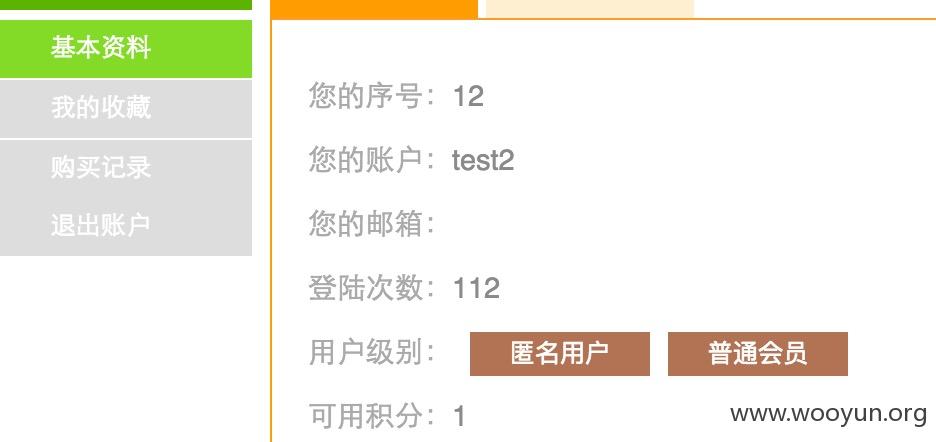 基本资料
我的收藏
购买记录
退出账户
您的序号：12
您的账户：test2
您的邮箱：
登陆次数：112
用户级别： 匿名用户 普通会员
可用积分：1
www.wooyun.org